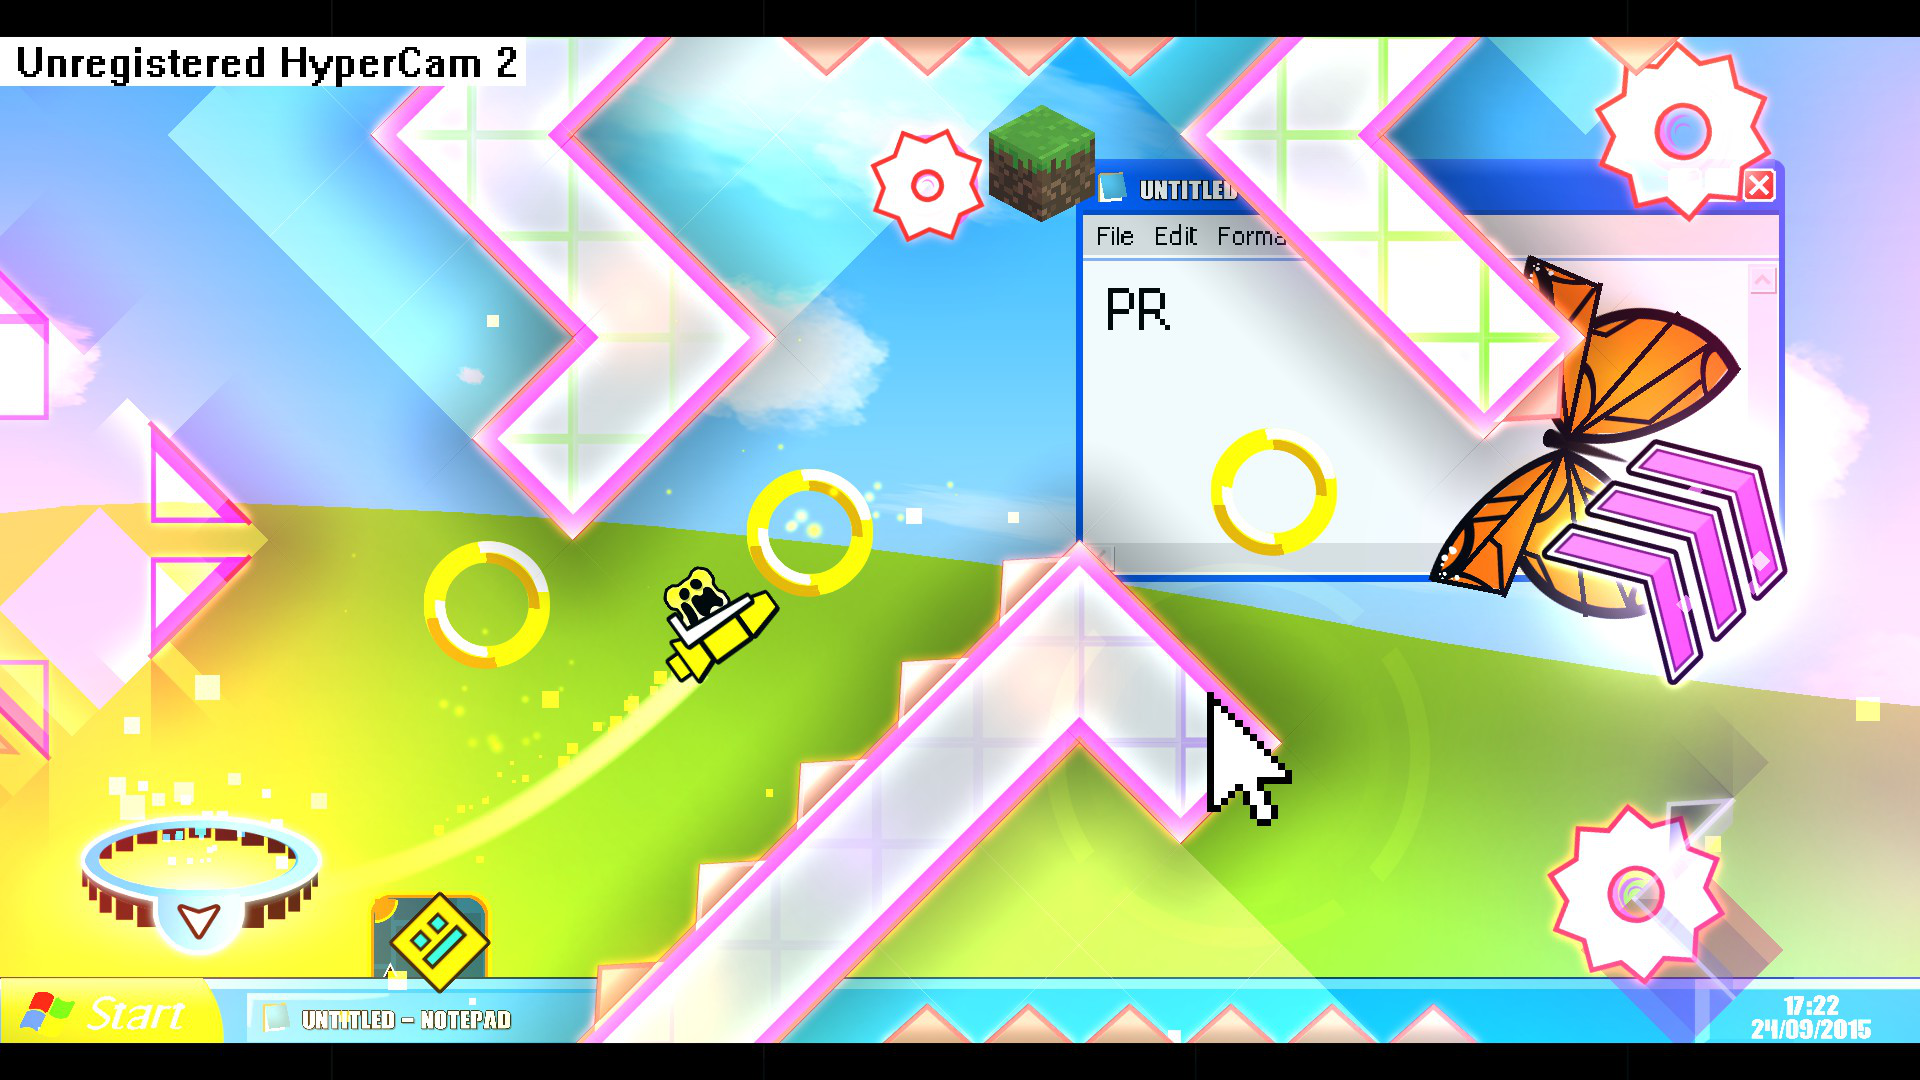 Unregistered HyperCam 2
UNTITLED
File Edit Forma
PR
Start
UNTITLED - NOTEPAD
17:22
24/09/2015